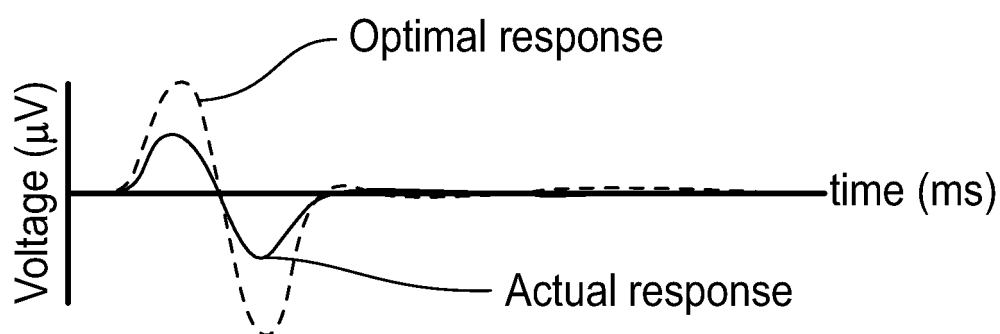 Optimal response
Voltage (μV)
time (ms)
Actual response